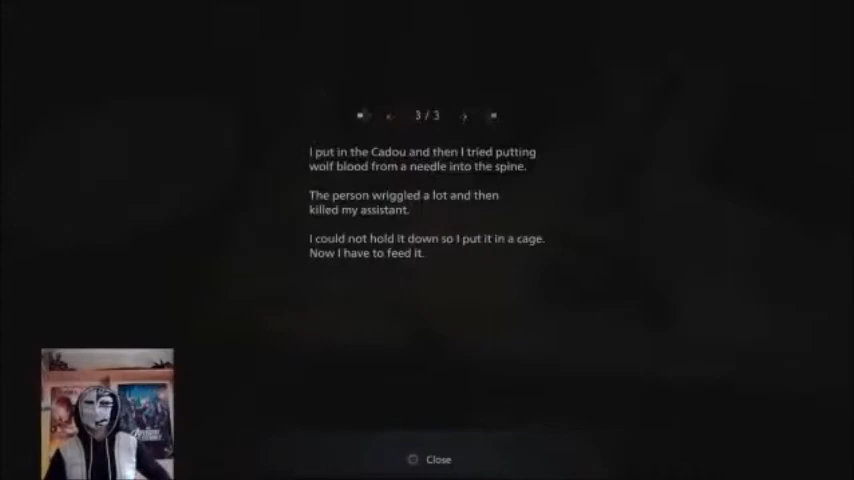 3 / 3
I put in the Cadou and then I tried putting
wolf blood from a needle into the spine.
The person wriggled a lot and then
killed my assistant.
I could not hold it down so I put it in a cage.
Now I have to feed it.
Close